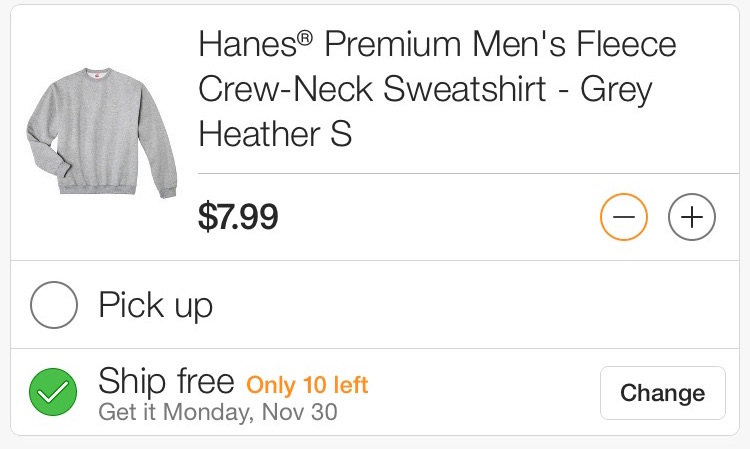 Hanes® Premium Men's Fleece
Crew-Neck Sweatshirt - Grey
Heather S
$7.99
Pick up
Ship free Only 10 left
Get it Monday, Nov 30
Change